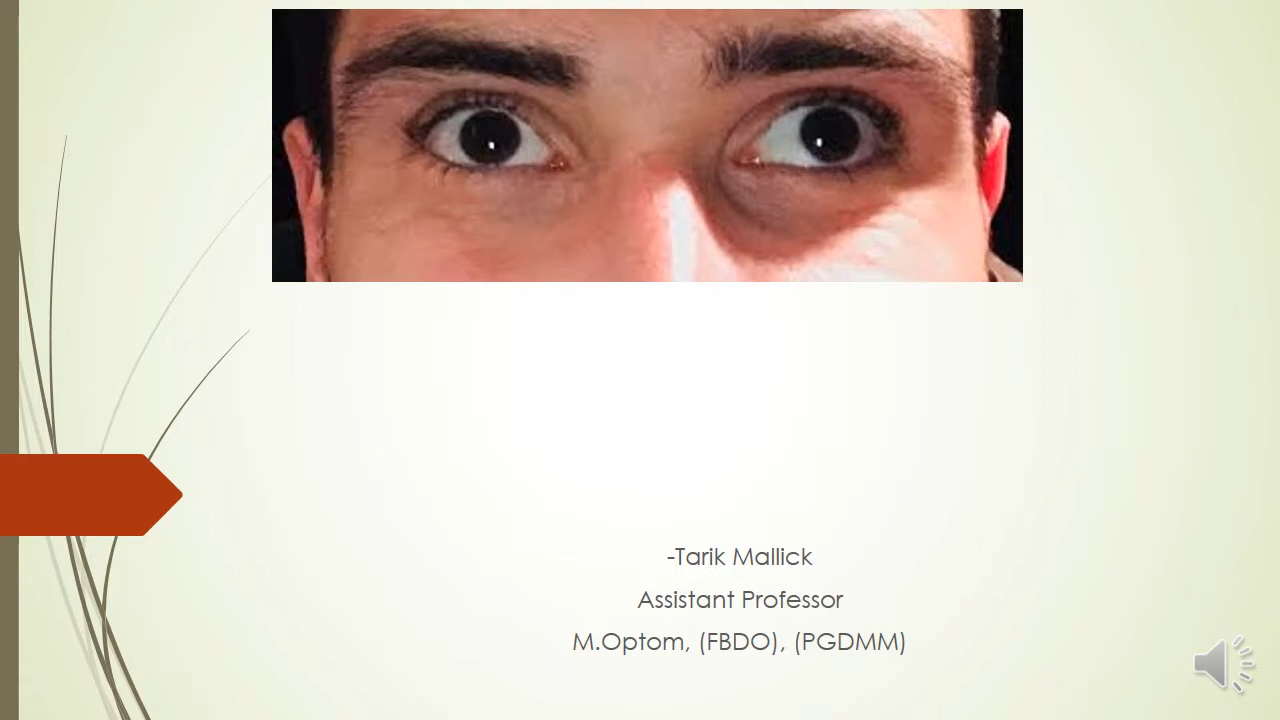 -Tarik Mallick
Assistant Professor
M.Optom, (FBDO), (PGDMM)